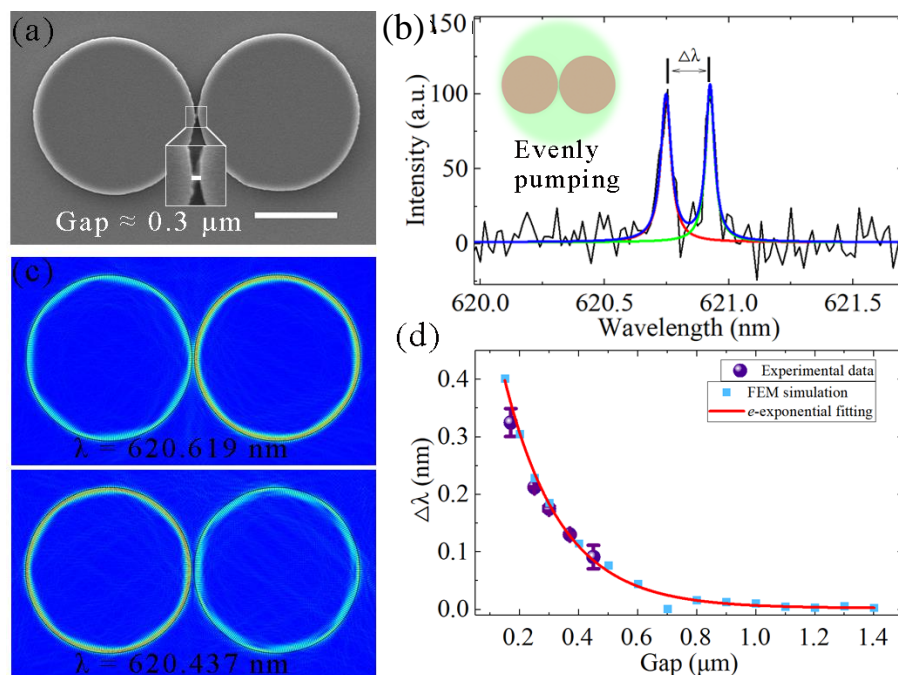 (a)
Gap ≈ 0.3 μm
(b)
Δλ
Evenly
pumping
Intensity (a.u.)
150
100
50
0
620.0
620.5
621.0
621.5
Wavelength (nm)
(c)
λ = 620.619 nm
λ = 620.437 nm
(d)
Experimental data
FEM simulation
e-exponential fitting
Δλ (nm)
0.4
0.3
0.2
0.1
0.0
0.2
0.4
0.6
0.8
1.0
1.2
1.4
Gap (μm)